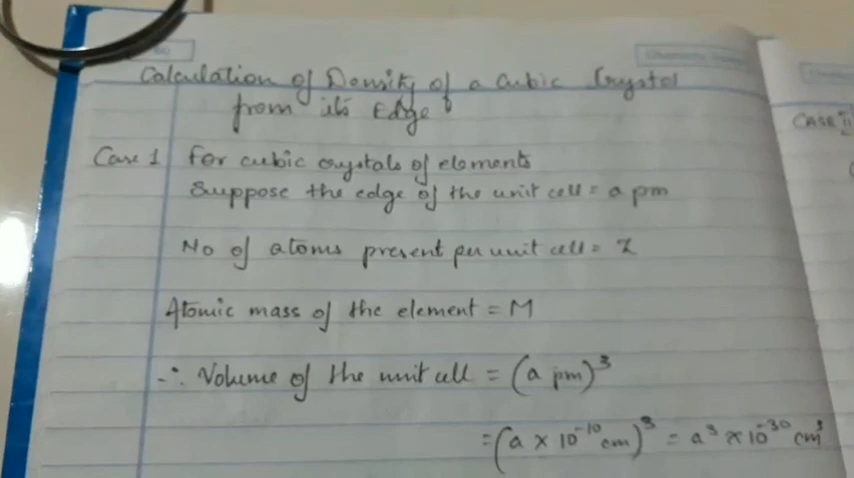 Calculation of Density of a Cubic Crystal
from its Edge
CASE II
Case 1 For cubic crystals of elements
Suppose the edge of the unit cell = a pm
No of atoms present per unit cell = Z
Atomic mass of the element = M
∴ Volume of the unit cell = (a pm)³
= (a × 10⁻¹⁰ cm)³ = a³ × 10⁻³⁰ cm³